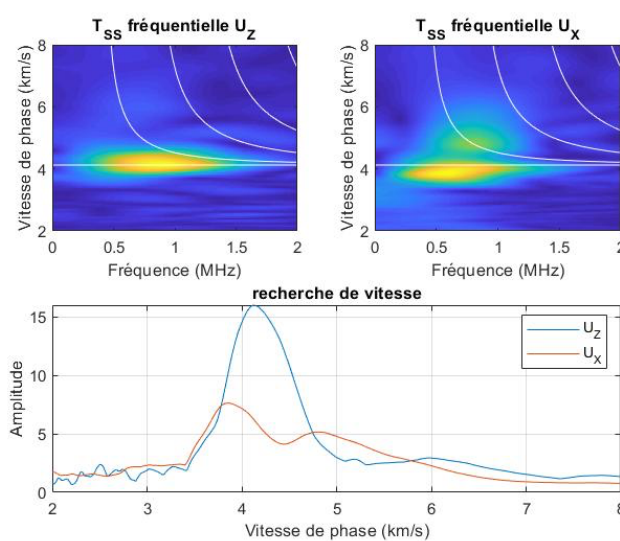 T_SS fréquentielle U_Z
T_SS fréquentielle U_X
Vitesse de phase (km/s)
8
6
4
2
0
0.5
1
1.5
2
Fréquence (MHz)
Vitesse de phase (km/s)
8
6
4
2
0
0.5
1
1.5
2
Fréquence (MHz)
recherche de vitesse
Amplitude
15
10
5
0
2
3
4
5
6
7
8
Vitesse de phase (km/s)
U_Z
U_X